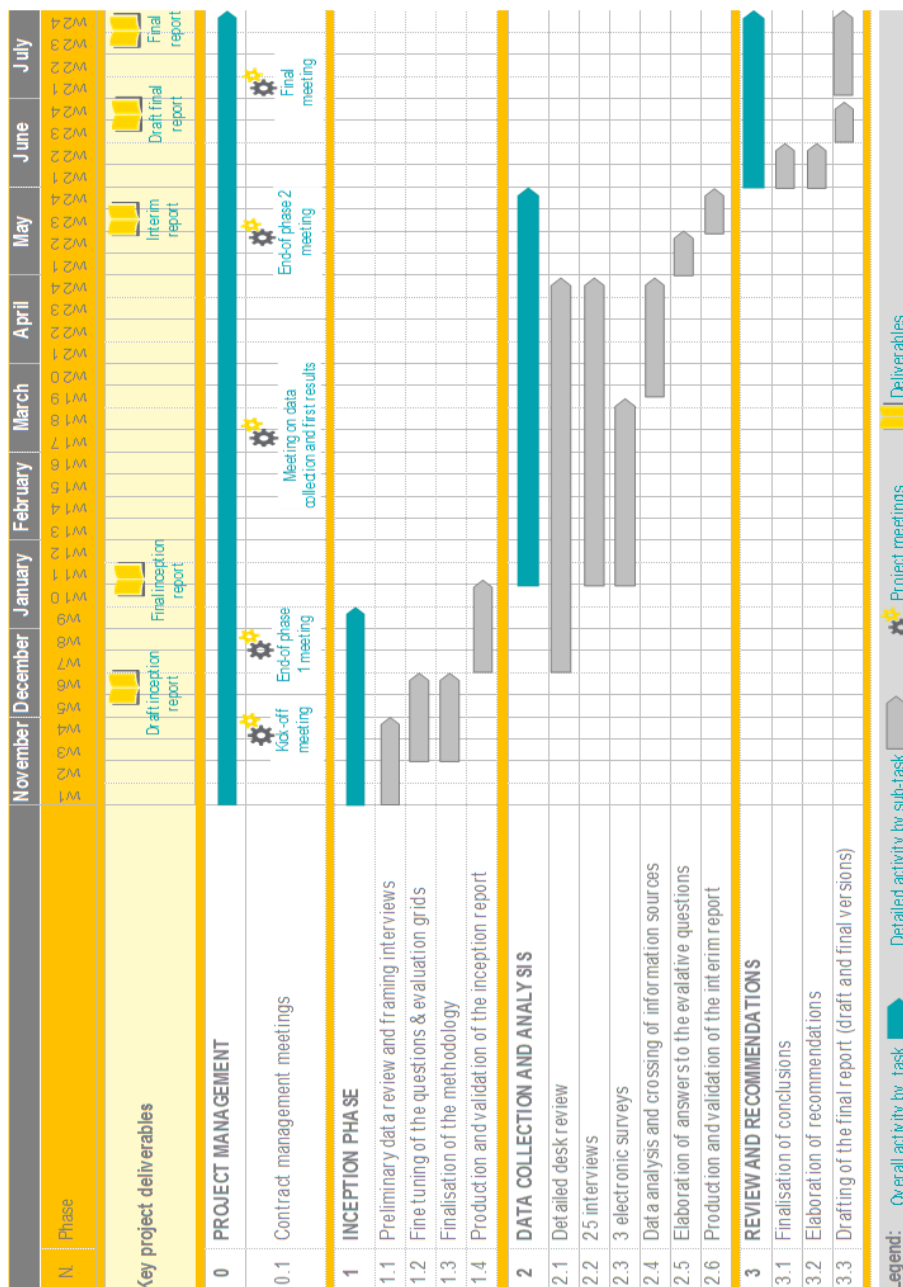 November December January February March April May June July
N. Phase W1 W2 W3 W4 W5 W6 W7 W8 W9 W10 W11 W12 W13 W14 W15 W16 W17 W18 W19 W20 W21 W22 W23 W24 W21 W22 W23 W24 W21 W22 W23 W24 W21 W22 W23 W24
Key project deliverables
Draft inception
report
Final inception
report
Interim
report
Draft final
report
Final
report
0 PROJECT MANAGEMENT
0.1 Contract management meetings
Kick-off
meeting
End-of phase
1 meeting
Meeting on data
collection and first results
End-of phase 2
meeting
Final
meeting
1 INCEPTION PHASE
1.1 Preliminary data review and framing interviews
1.2 Fine tuning of the questions & evaluation grids
1.3 Finalisation of the methodology
1.4 Production and validation of the inception report
2 DATA COLLECTION AND ANALYSIS
2.1 Detailed desk review
2.2 25 interviews
2.3 3 electronic surveys
2.4 Data analysis and crossing of information sources
2.5 Elaboration of answers to the evalative questions
2.6 Production and validation of the interim report
3 REVIEW AND RECOMMENDATIONS
3.1 Finalisation of conclusions
3.2 Elaboration of recommendations
3.3 Drafting of the final report (draft and final versions)
egend: Overall activity by task Detailed activity by sub-task Project meetings Deliverables